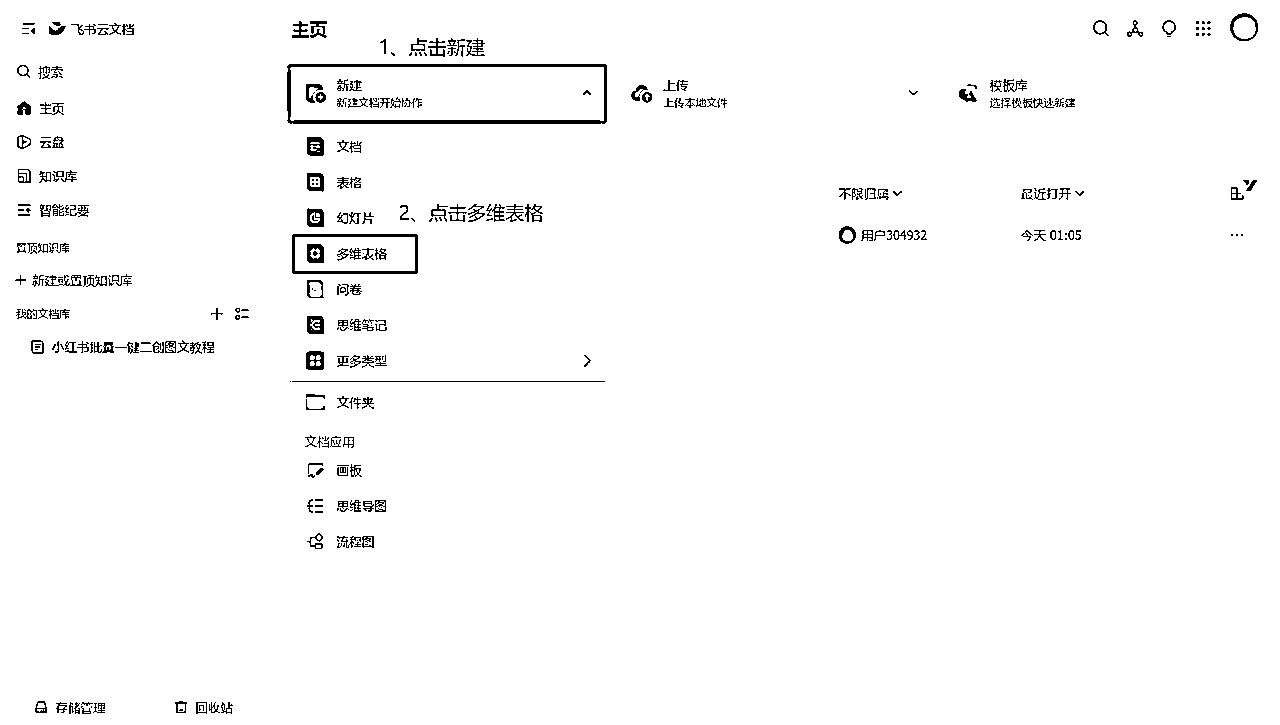 飞书云文档
搜索
主页
云盘
知识库
智能纪要
置顶知识库
+ 新建或置顶知识库
我的文档库
小红书批量一键二创图文教程
存储管理
回收站
主页
1、点击新建
新建
新建文档开始协作
上传
上传本地文件
模板库
选择模板快速新建
文档
表格
幻灯片
2、点击多维表格
多维表格
问卷
思维笔记
更多类型
文件夹
文档应用
画板
思维导图
流程图
不限归属
最近打开
用户304932
今天 01:05